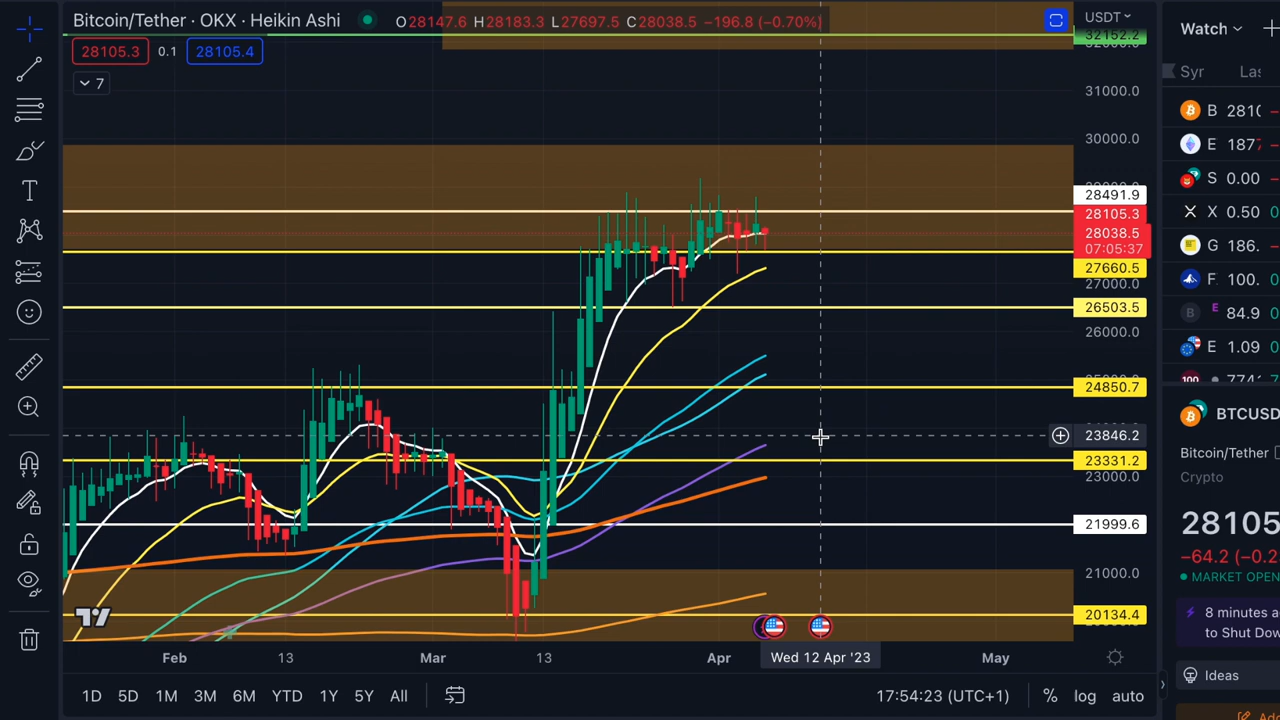 Bitcoin/Tether · OKX · Heikin Ashi O28147.6 H28183.3 L27697.5 C28038.5 −196.8 (−0.70%)
28105.3 0.1 28105.4
7
USDT
32152.2
31000.0
30000.0
28491.9
28105.3
28038.5
07:05:37
27660.5
27000.0
26503.5
26000.0
24850.7
23846.2
23331.2
23000.0
21999.6
21000.0
20134.4
Feb 13 Mar 13 Apr Wed 12 Apr '23 May
1D 5D 1M 3M 6M YTD 1Y 5Y All 17:54:23 (UTC+1) % log auto
Watch
Syr Las
B 2810
E 1877
S 0.00
X 0.50
G 186.
F 100.
B E 84.9
E 1.09
100
BTCUSD
Bitcoin/Tether
Crypto
28105
−64.2 (−0.2
MARKET OPEN
8 minutes a
to Shut Dow
Ideas